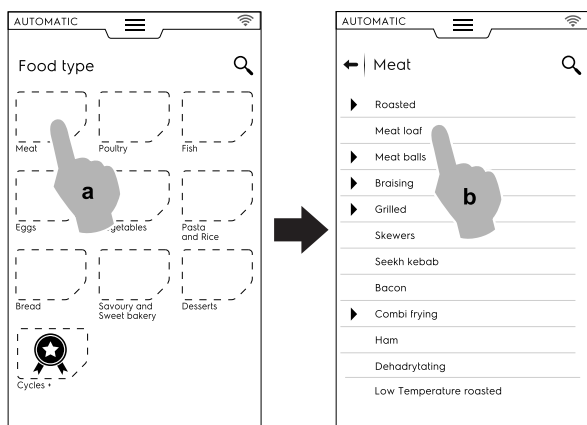 AUTOMATIC
Food type
Meat
Poultry
Fish
a
Eggs
getables
Pasta
and Rice
Bread
Savoury and
Sweet bakery
Desserts
Cycles +
AUTOMATIC
Meat
Roasted
Meat loaf
Meat balls
b
Braising
Grilled
Skewers
Seekh kebab
Bacon
Combi frying
Ham
Dehadrytating
Low Temperature roasted